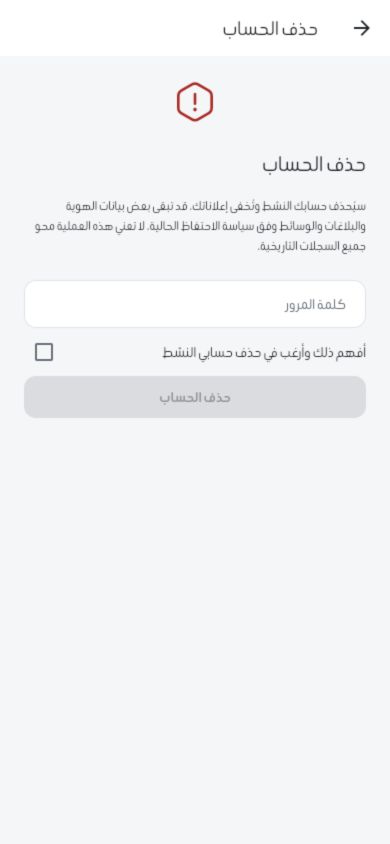 حذف الحساب
حذف الحساب
سيُحذف حسابك النشط وتُخفى إعلاناتك. قد تبقى بعض بيانات الهوية
والبلاغات والوسائط وفق سياسة الاحتفاظ الحالية. لا تعني هذه العملية محو
جميع السجلات التاريخية.
كلمة المرور
أفهم ذلك وأرغب في حذف حسابي النشط
حذف الحساب